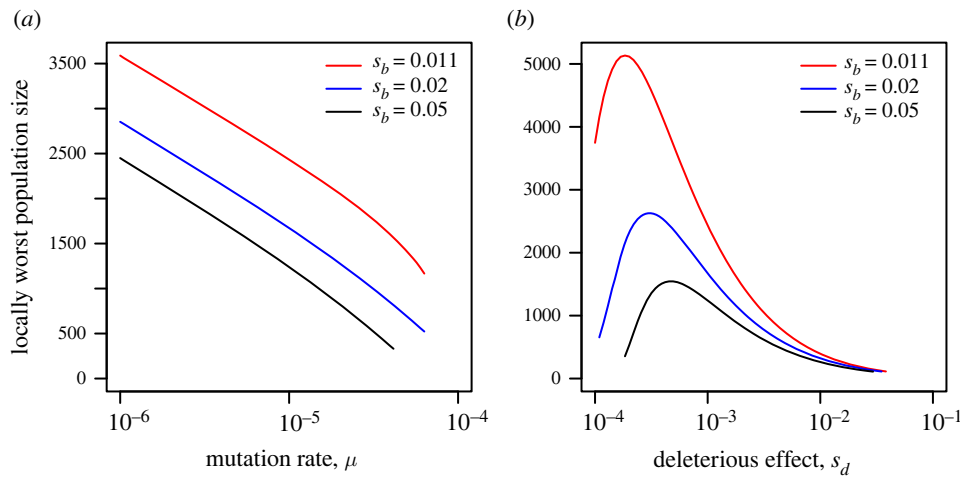 (a)
(b)
locally worst population size
3500
2500
1500
500
0
s_b = 0.011
s_b = 0.02
s_b = 0.05
10⁻⁶
10⁻⁵
10⁻⁴
mutation rate, μ
5000
4000
3000
2000
1000
0
s_b = 0.011
s_b = 0.02
s_b = 0.05
10⁻⁴
10⁻³
10⁻²
10⁻¹
deleterious effect, s_d